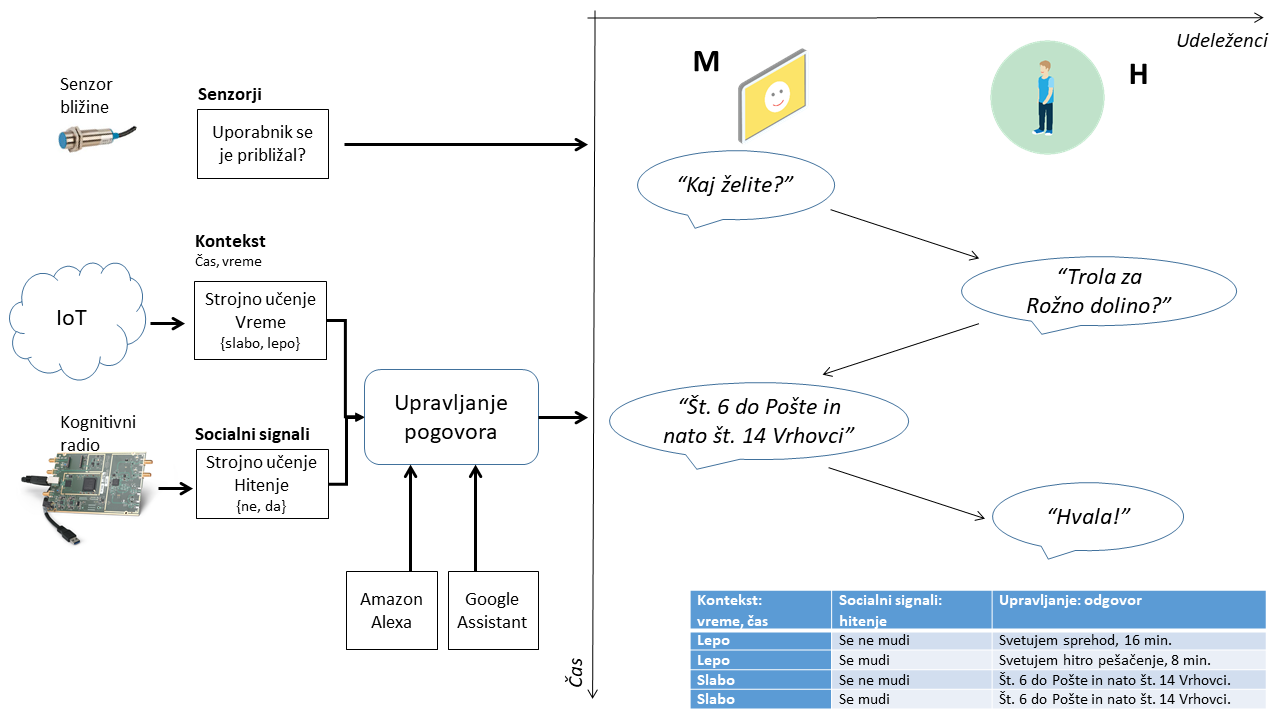 Udeleženci
M
H
Senzor
bližine
Senzorji
Uporabnik se
je približal?
“Kaj želite?”
Kontekst
Čas, vreme
IoT
Strojno učenje
Vreme
{slabo, lepo}
“Trola za
Rožno dolino?”
Upravljanje
pogovora
“Št. 6 do Pošte in
nato št. 14 Vrhovci”
Kognitivni
radio
Socialni signali
Strojno učenje
Hitenje
{ne, da}
“Hvala!”
Amazon
Alexa
Google
Assistant
Čas
Kontekst:
vreme, čas
Socialni signali:
hitenje
Upravljanje: odgovor
Lepo
Se ne mudi
Svetujem sprehod, 16 min.
Lepo
Se mudi
Svetujem hitro pešačenje, 8 min.
Slabo
Se ne mudi
Št. 6 do Pošte in nato št. 14 Vrhovci.
Slabo
Se mudi
Št. 6 do Pošte in nato št. 14 Vrhovci.